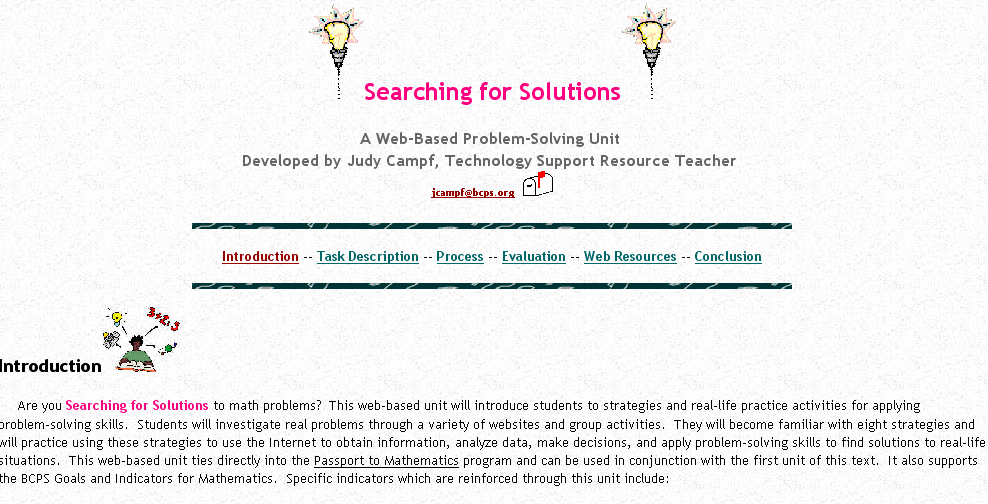 Searching for Solutions
A Web-Based Problem-Solving Unit
Developed by Judy Campf, Technology Support Resource Teacher
jcampf@bcps.org
Introduction -- Task Description -- Process -- Evaluation -- Web Resources -- Conclusion
3+2=5
Introduction
Are you Searching for Solutions to math problems? This web-based unit will introduce students to strategies and real-life practice activities for applying
problem-solving skills. Students will investigate real problems through a variety of websites and group activities. They will become familiar with eight strategies and
will practice using these strategies to use the Internet to obtain information, analyze data, make decisions, and apply problem-solving skills to find solutions to real-life
situations. This web-based unit ties directly into the Passport to Mathematics program and can be used in conjunction with the first unit of this text. It also supports
the BCPS Goals and Indicators for Mathematics. Specific indicators which are reinforced through this unit include: